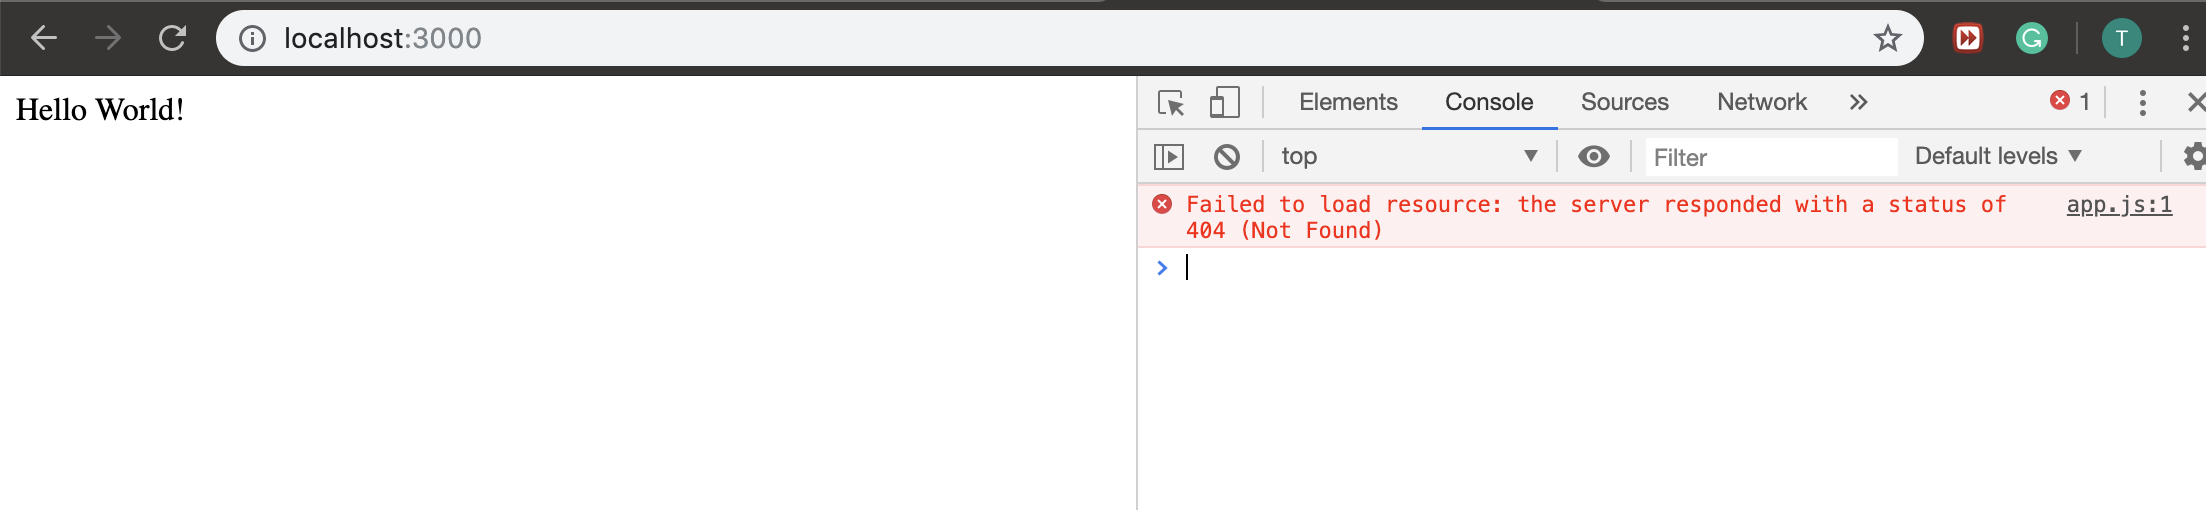 localhost:3000
T
Hello World!
Elements Console Sources Network » 1
top Filter Default levels
Failed to load resource: the server responded with a status of app.js:1
404 (Not Found)